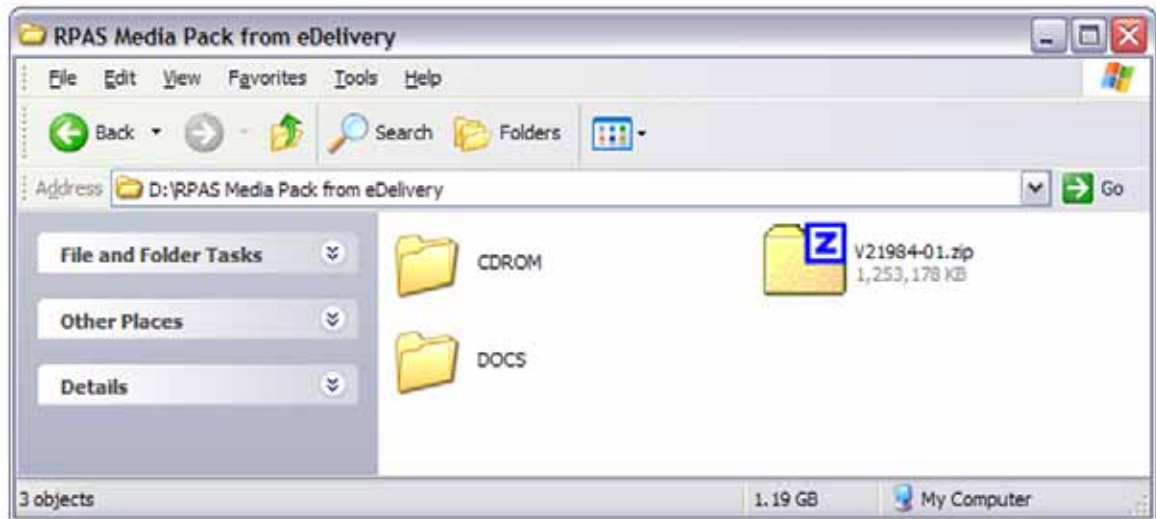 RPAS Media Pack from eDelivery
File Edit View Favorites Tools Help
Back Search Folders
Address D:\RPAS Media Pack from eDelivery Go
File and Folder Tasks
Other Places
Details
CDROM
DOCS
Z
V21984-01.zip
1,253,178 KB
3 objects 1.19 GB My Computer